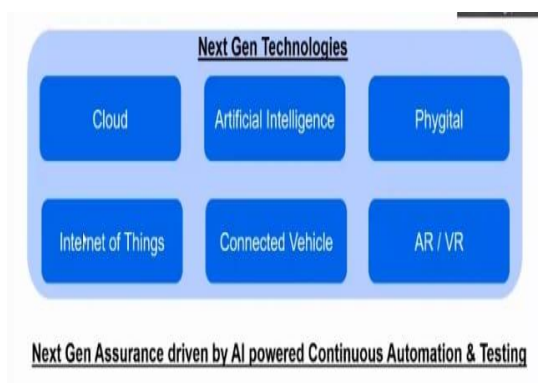 Next Gen Technologies
Cloud
Artificial Intelligence
Phygital
Internet of Things
Connected Vehicle
AR / VR
Next Gen Assurance driven by AI powered Continuous Automation & Testing